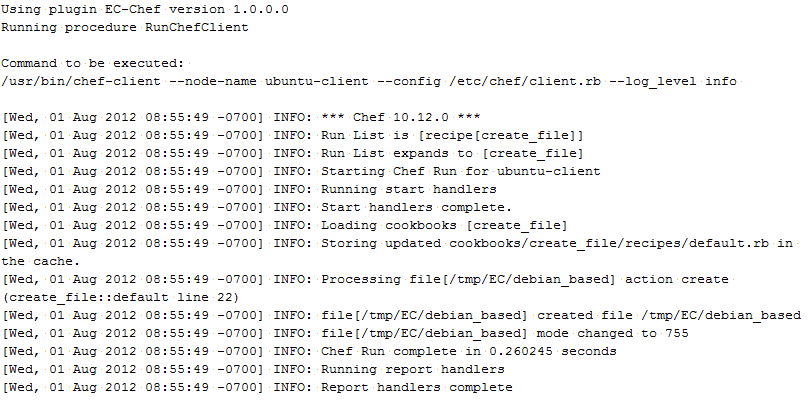 Using plugin EC-Chef version 1.0.0.0
Running procedure RunChefClient
Command to be executed:
/usr/bin/chef-client --node-name ubuntu-client --config /etc/chef/client.rb --log_level info
[Wed, 01 Aug 2012 08:55:49 -0700] INFO: *** Chef 10.12.0 ***
[Wed, 01 Aug 2012 08:55:49 -0700] INFO: Run List is [recipe[create_file]]
[Wed, 01 Aug 2012 08:55:49 -0700] INFO: Run List expands to [create_file]
[Wed, 01 Aug 2012 08:55:49 -0700] INFO: Starting Chef Run for ubuntu-client
[Wed, 01 Aug 2012 08:55:49 -0700] INFO: Running start handlers
[Wed, 01 Aug 2012 08:55:49 -0700] INFO: Start handlers complete.
[Wed, 01 Aug 2012 08:55:49 -0700] INFO: Loading cookbooks [create_file]
[Wed, 01 Aug 2012 08:55:49 -0700] INFO: Storing updated cookbooks/create_file/recipes/default.rb in
the cache.
[Wed, 01 Aug 2012 08:55:49 -0700] INFO: Processing file[/tmp/EC/debian_based] action create
(create_file::default line 22)
[Wed, 01 Aug 2012 08:55:49 -0700] INFO: file[/tmp/EC/debian_based] created file /tmp/EC/debian_based
[Wed, 01 Aug 2012 08:55:49 -0700] INFO: file[/tmp/EC/debian_based] mode changed to 755
[Wed, 01 Aug 2012 08:55:49 -0700] INFO: Chef Run complete in 0.260245 seconds
[Wed, 01 Aug 2012 08:55:49 -0700] INFO: Running report handlers
[Wed, 01 Aug 2012 08:55:49 -0700] INFO: Report handlers complete